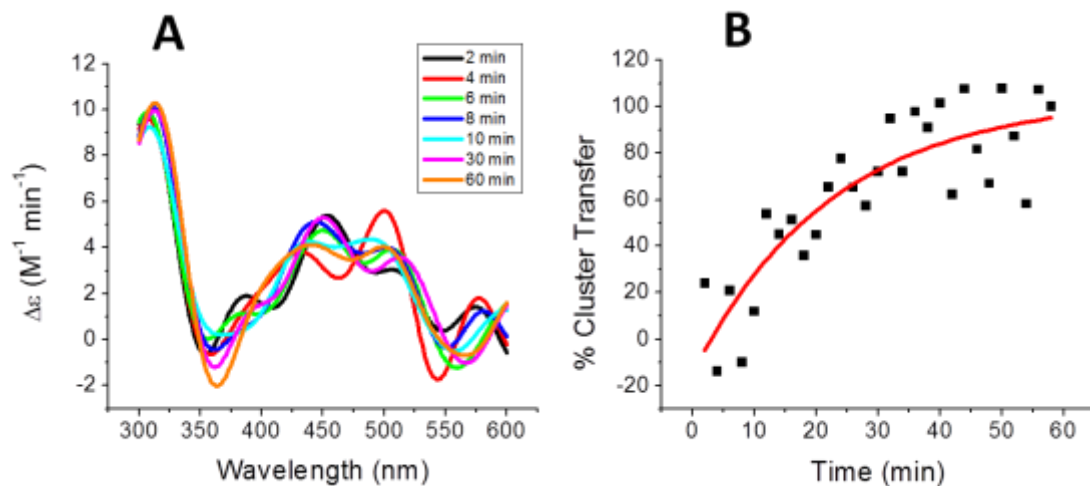 A
B
2 min
4 min
6 min
8 min
10 min
30 min
60 min
12
10
8
6
4
2
0
-2
Δε (M⁻¹ min⁻¹)
300 350 400 450 500 550 600
Wavelength (nm)
120
100
80
60
40
20
0
-20
% Cluster Transfer
0 10 20 30 40 50 60
Time (min)